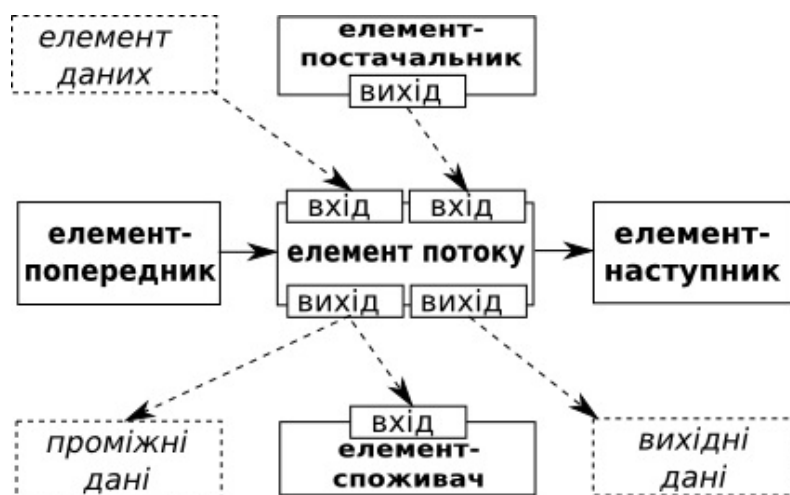 елемент
даних
елемент-
постачальник
вихід
вхід
вхід
елемент-
попередник
елемент потоку
елемент-
наступник
вихід
вихід
проміжні
дані
вхід
елемент-
споживач
вихідні
дані